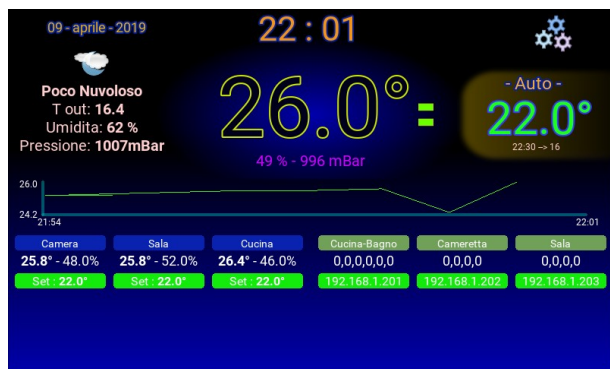 09 - aprile - 2019
22 : 01
Poco Nuvoloso
T out: 16.4
Umidita: 62 %
Pressione: 1007mBar
26.0°=
49 % - 996 mBar
- Auto -
22.0°
22:30 --> 16
26.0
24.2
21:54
22:01
Camera Sala Cucina Cucina-Bagno Cameretta Sala
25.8° - 48.0% 25.8° - 52.0% 26.4° - 46.0% 0,0,0,0,0,0 0,0,0,0 0,0,0,0
Set : 22.0° Set : 22.0° Set : 22.0° 192.168.1.201 192.168.1.202 192.168.1.203